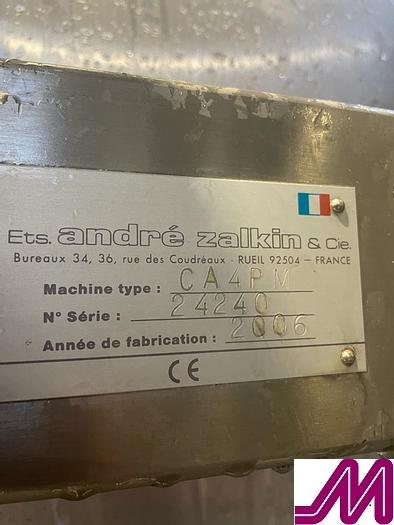 Ets. andré zalkin & Cie.
Bureaux 34, 36, rue des Coudréaux - RUEIL 92504 — FRANCE
Machine type : CA4PM
N° Série : 24240
Année de fabrication : 2006
CE
M